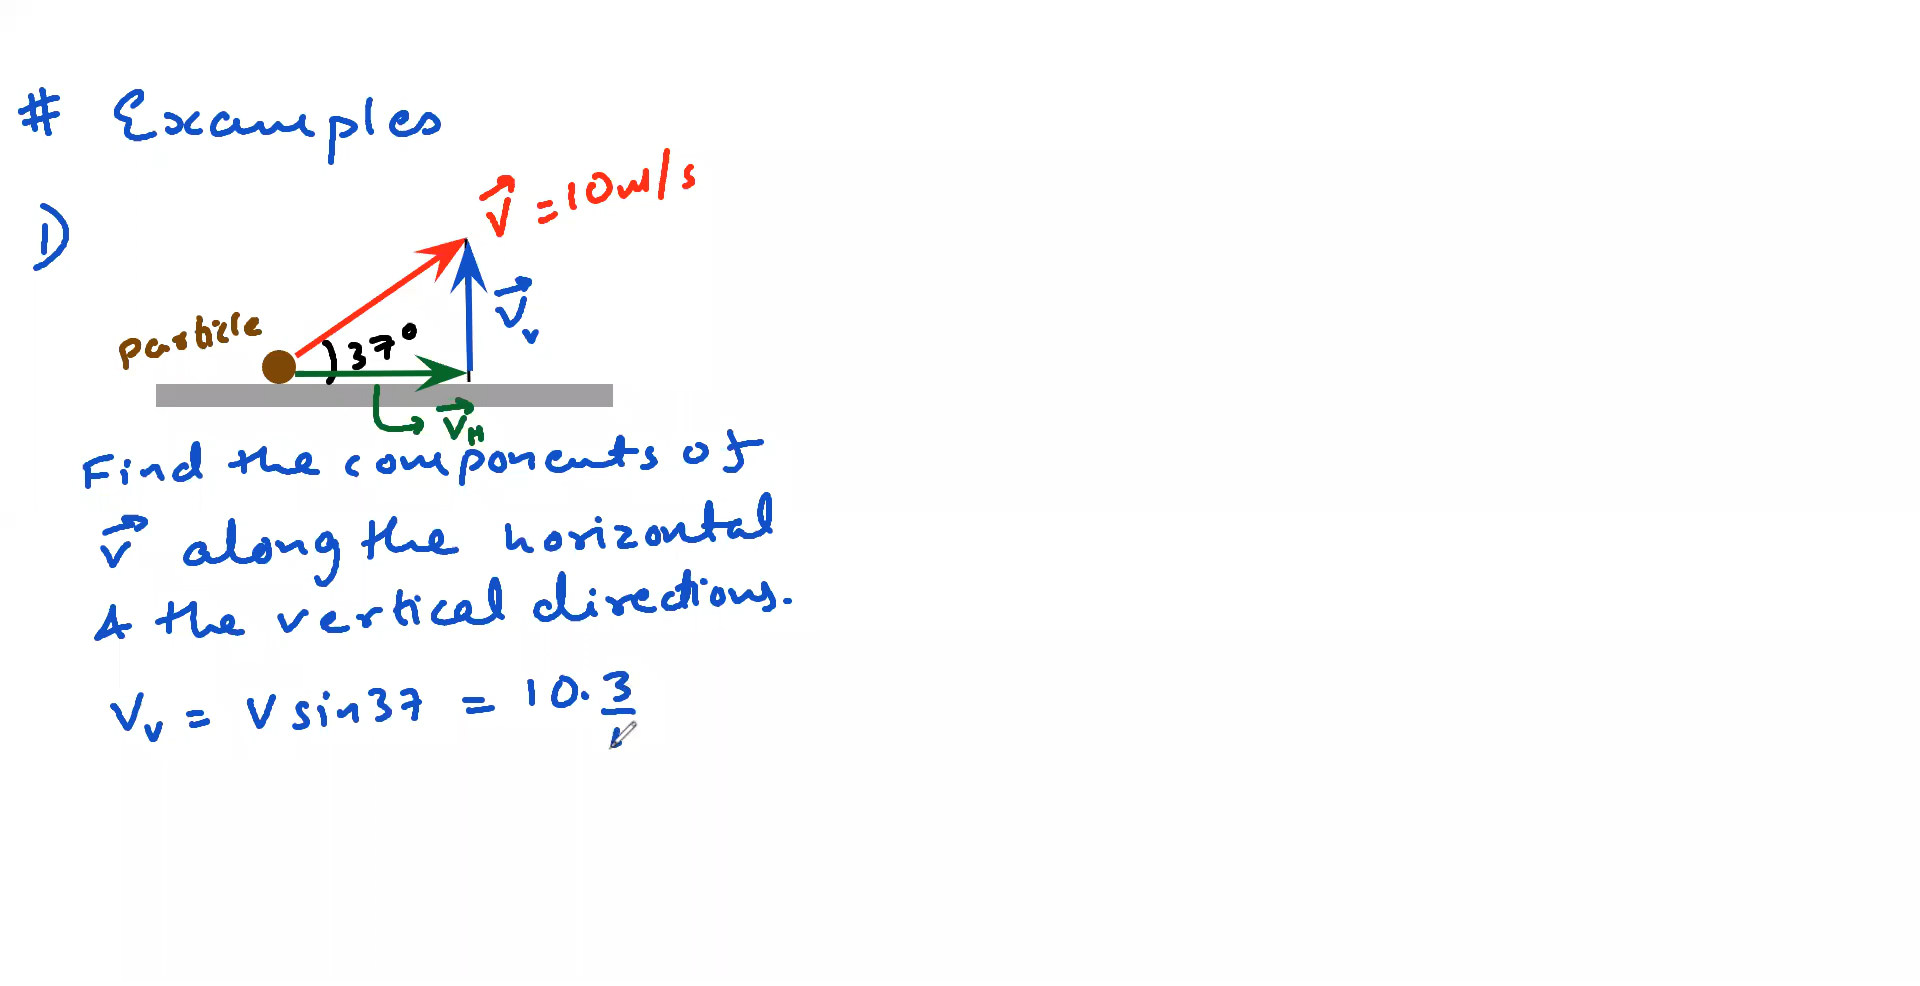 # Examples
1)
V⃗ = 10m/s
V⃗ᵥ
particle
37°
V⃗H
Find the components of
v⃗ along the horizontal
& the vertical directions.
Vᵥ = V sin37 = 10. 3